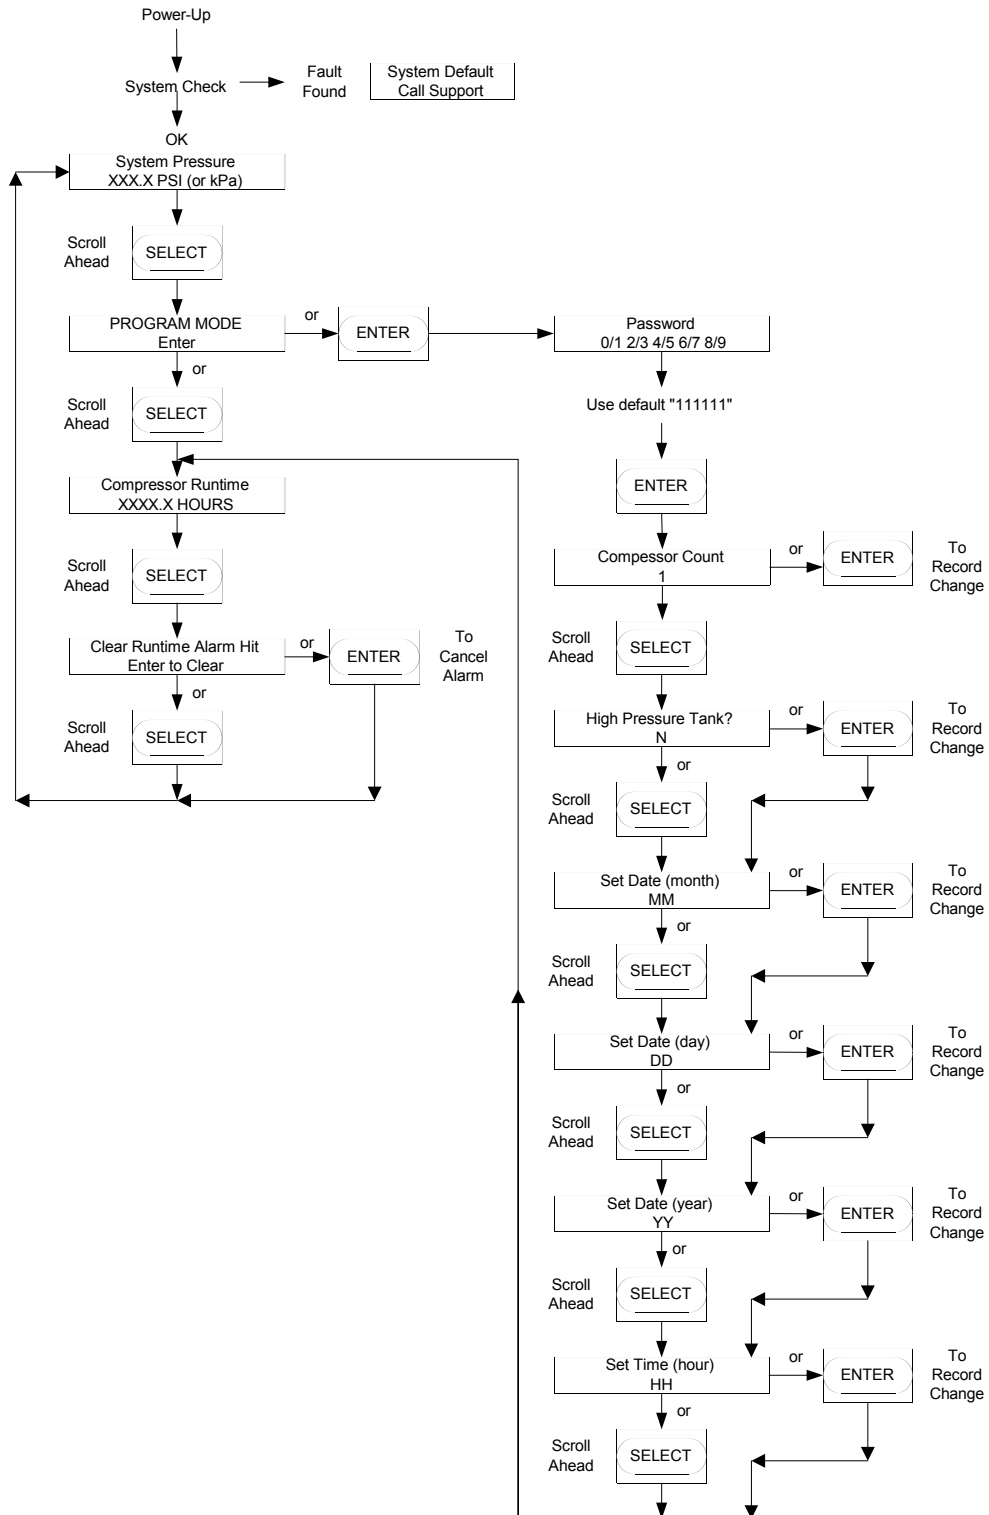 Power-Up
System Check
Fault
Found
System Default
Call Support
OK
System Pressure
XXX.X PSI (or kPa)
Scroll
Ahead
SELECT
PROGRAM MODE
Enter
or
ENTER
or
Scroll
Ahead
SELECT
Compressor Runtime
XXXX.X HOURS
Scroll
Ahead
SELECT
Clear Runtime Alarm Hit
Enter to Clear
or
ENTER
To
Cancel
Alarm
or
Scroll
Ahead
SELECT
Password
0/1 2/3 4/5 6/7 8/9
Use default "111111"
ENTER
Compessor Count
1
or
ENTER
To
Record
Change
Scroll
Ahead
SELECT
High Pressure Tank?
N
or
ENTER
To
Record
Change
or
Scroll
Ahead
SELECT
Set Date (month)
MM
or
ENTER
To
Record
Change
or
Scroll
Ahead
SELECT
Set Date (day)
DD
or
ENTER
To
Record
Change
or
Scroll
Ahead
SELECT
Set Date (year)
YY
or
ENTER
To
Record
Change
or
Scroll
Ahead
SELECT
Set Time (hour)
HH
or
ENTER
To
Record
Change
or
Scroll
Ahead
SELECT